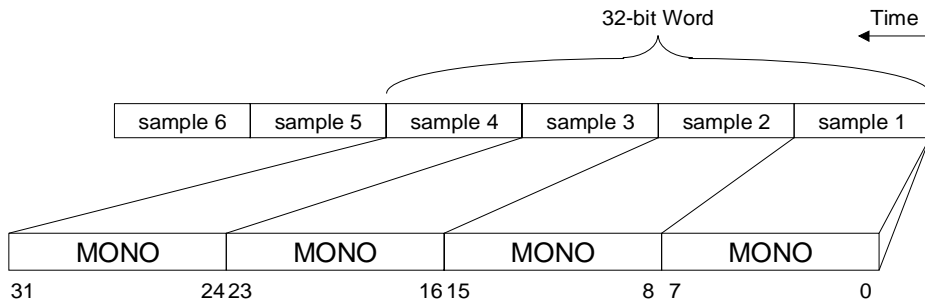 32-bit Word Time
sample 6 sample 5 sample 4 sample 3 sample 2 sample 1
MONO MONO MONO MONO
31 24 23 16 15 8 7 0